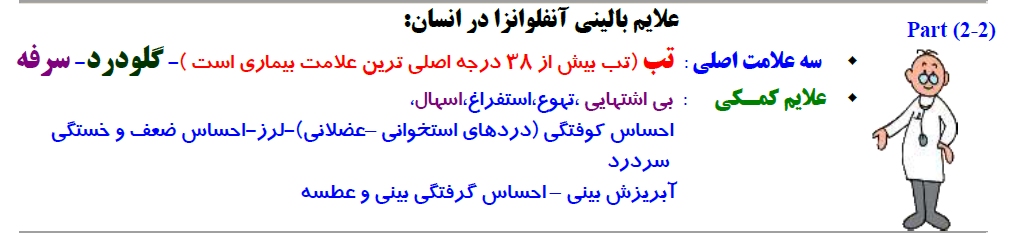 علایم بالینی آنفلوانزا در انسان:
Part (2-2)
• سه علامت اصلی : تب (تب بیش از ۳۸ درجه اصلی ترین علامت بیماری است )- گلودرد- سرفه
• علایم کمــکی : بی اشتهایی ،تهوع،استفراغ،اسهال،
احساس کوفتگی (دردهای استخوانی –عضلانی)-لرز-احساس ضعف و خستگی
سردرد
آبریزش بینی – احساس گرفتگی بینی و عطسه